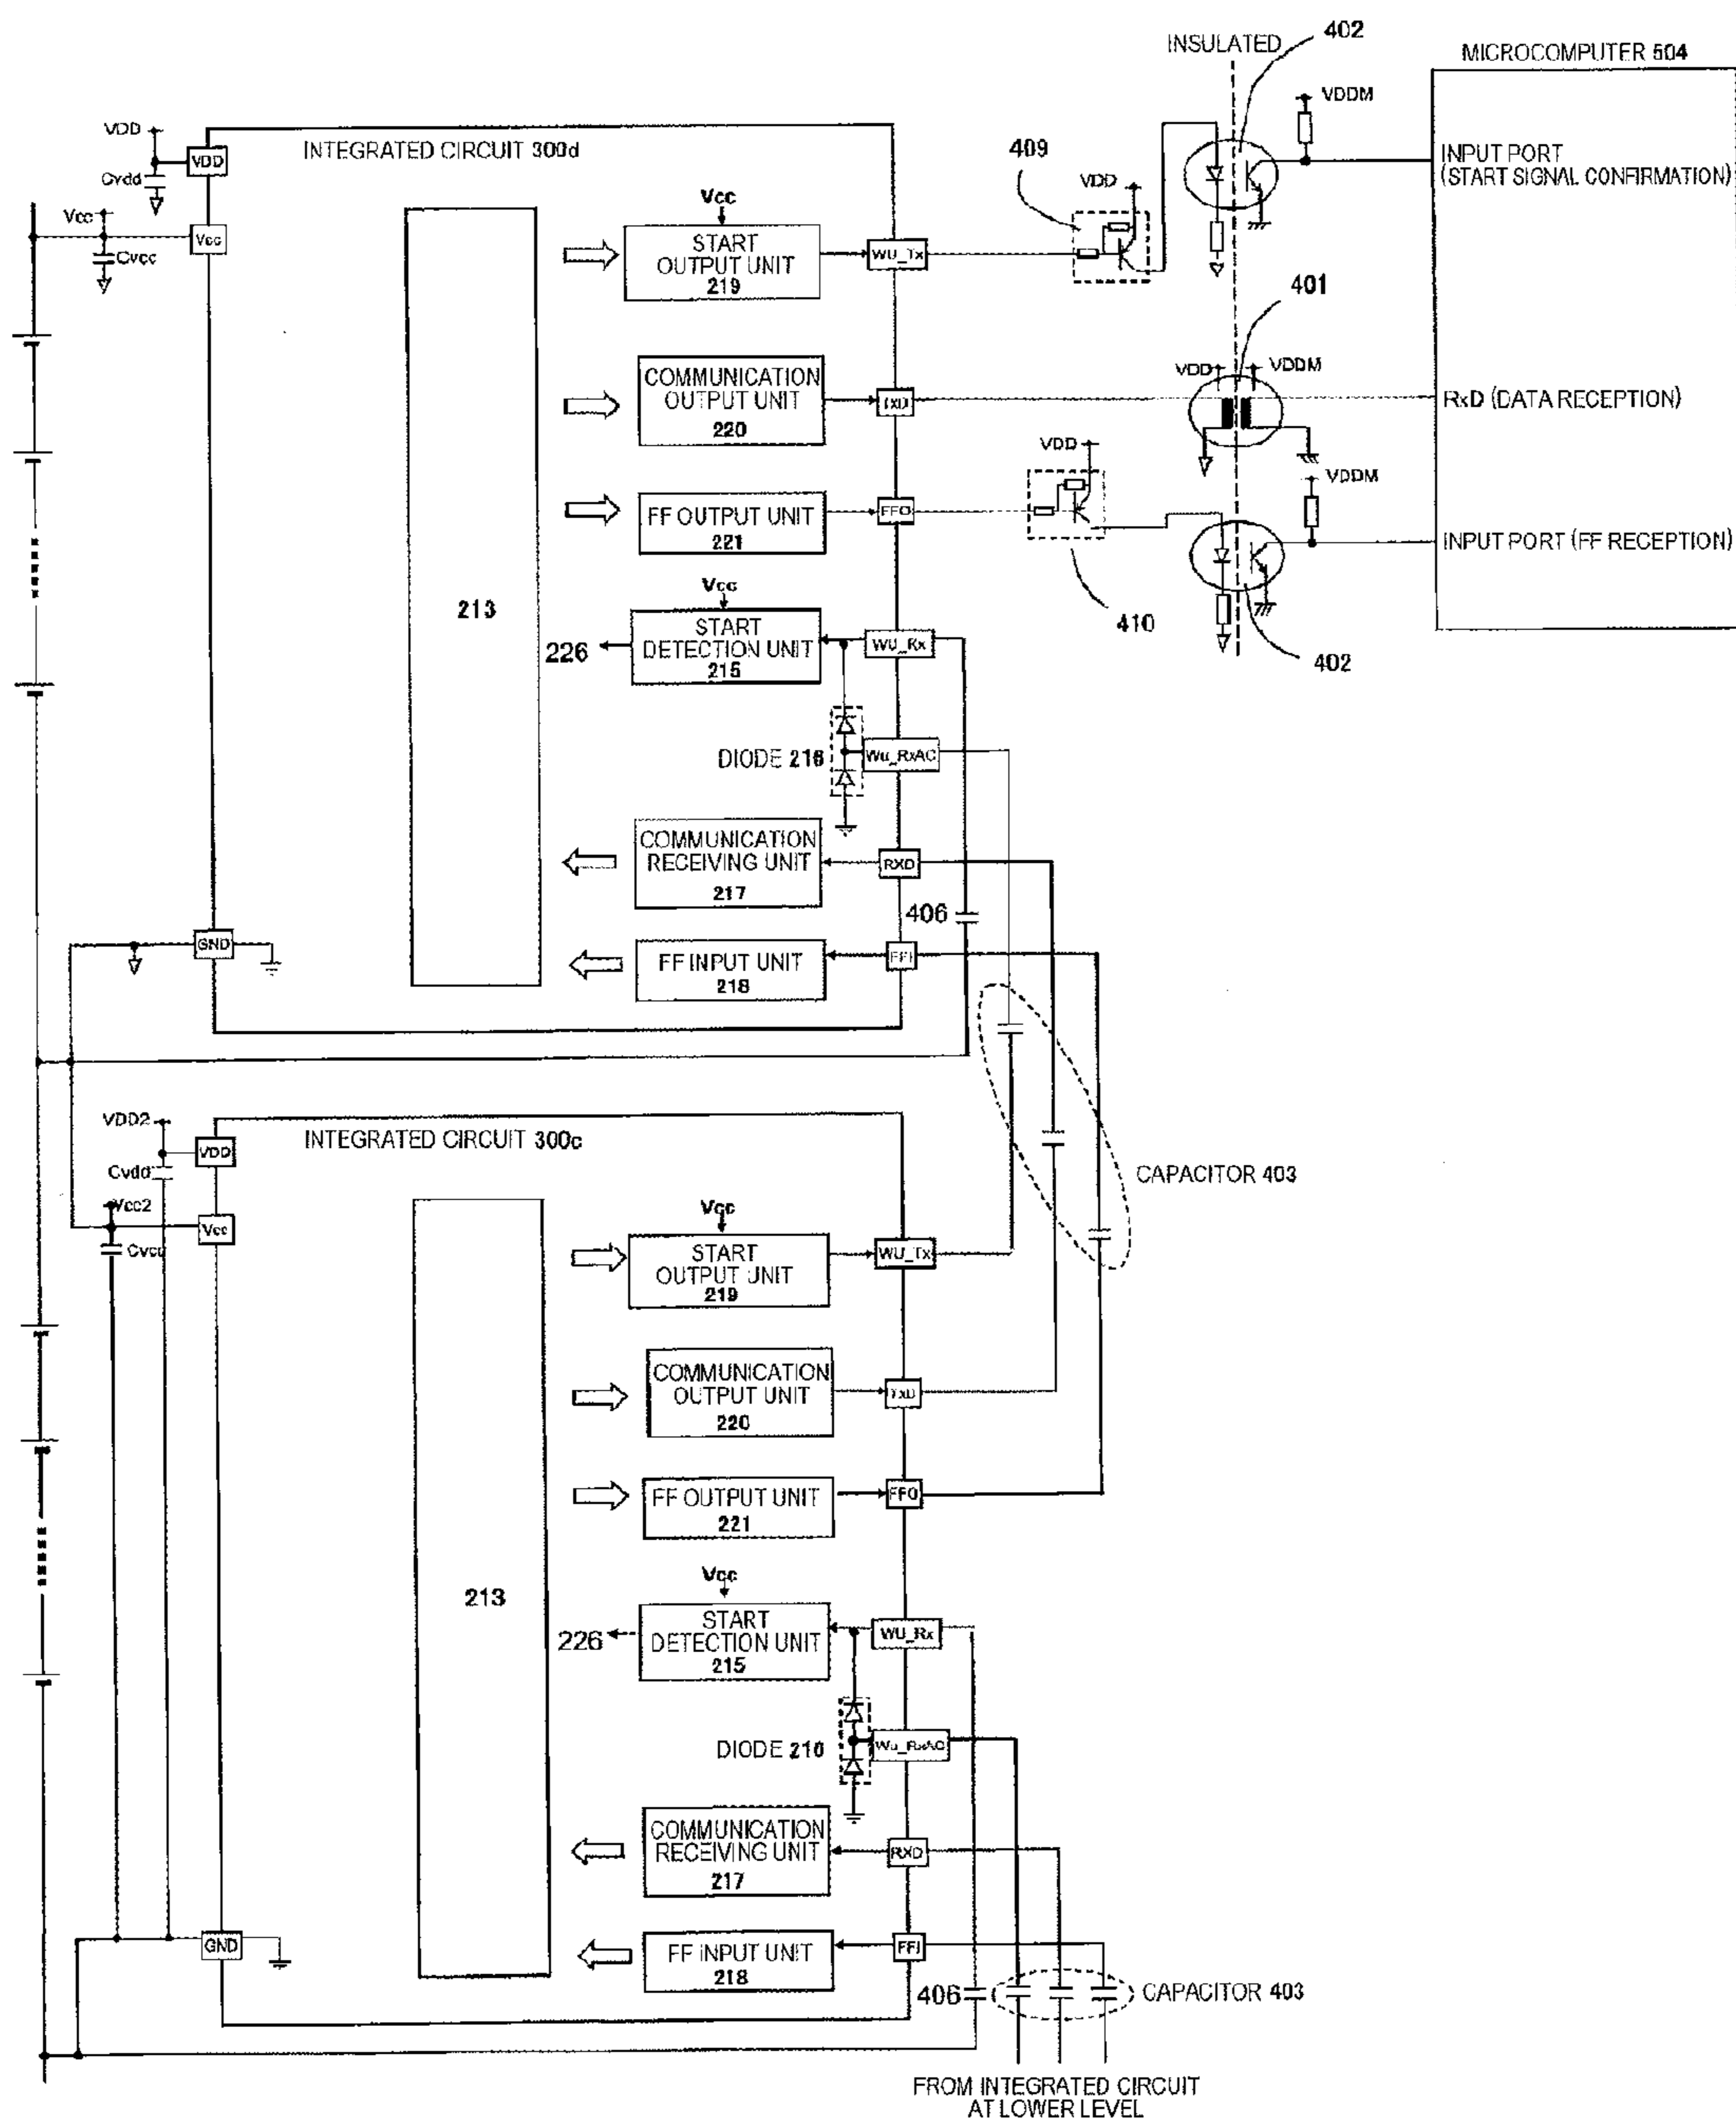 INSULATED
402
MICROCOMPUTER 504
VDDM
INPUT PORT
(START SIGNAL CONFIRMATION)
409
VDD
VDD
VDD
Cvdd
INTEGRATED CIRCUIT 300d
Vcc
Vcc
Cvcc
Vcc
START
OUTPUT UNIT
219
WU_Tx
401
VDD
VDDM
COMMUNICATION
OUTPUT UNIT
220
TXD
RxD (DATA RECEPTION)
VDD
VDDM
FF OUTPUT UNIT
221
FFO
INPUT PORT (FF RECEPTION)
410
402
213
Vcc
226
START
DETECTION UNIT
215
WU_Rx
DIODE 216
Wu_RxAC
COMMUNICATION
RECEIVING UNIT
217
RXD
406
GND
FF INPUT UNIT
218
FFI
VDD2
VDD
Cvdd
INTEGRATED CIRCUIT 300c
CAPACITOR 403
Vcc2
Vcc
Cvcc
Vcc
START
OUTPUT UNIT
219
WU_Tx
COMMUNICATION
OUTPUT UNIT
220
TXD
FF OUTPUT UNIT
221
FFO
213
Vcc
226
START
DETECTION UNIT
215
WU_Rx
DIODE 216
Wu_RxAC
COMMUNICATION
RECEIVING UNIT
217
RXD
GND
FF INPUT UNIT
218
FFI
406
CAPACITOR 403
FROM INTEGRATED CIRCUIT
AT LOWER LEVEL